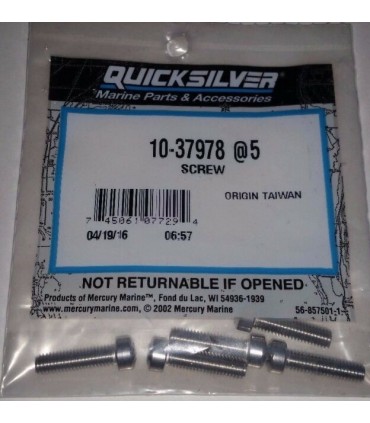 QUICKSILVER
Marine Parts & Accessories
10-37978 @5
SCREW
ORIGIN TAIWAN
7 45061 07729 4
04/19/16 06:57
NOT RETURNABLE IF OPENED
Products of Mercury Marine™, Fond du Lac, WI 54936-1939
www.mercurymarine.com © 2002 Mercury Marine 56-857501-1